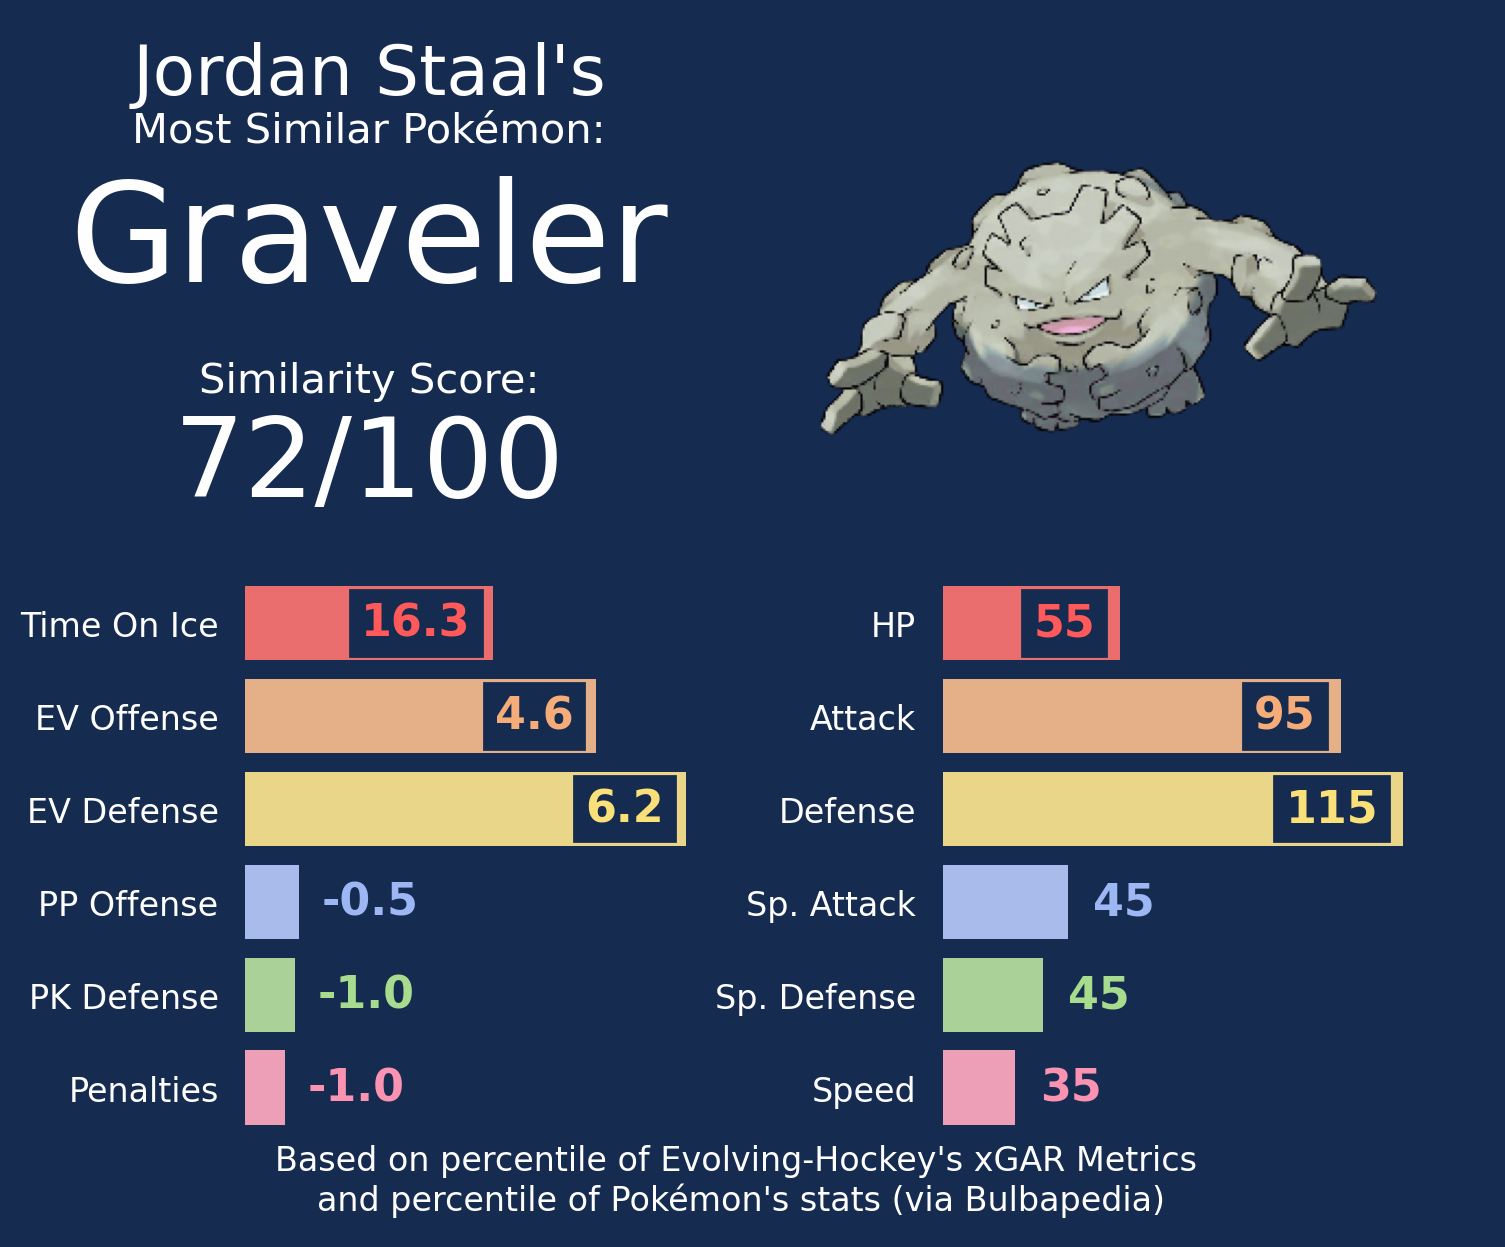 Jordan Staal's
Most Similar Pokémon:
Graveler
Similarity Score:
72/100
Time On Ice 16.3
EV Offense 4.6
EV Defense 6.2
PP Offense -0.5
PK Defense -1.0
Penalties -1.0
HP 55
Attack 95
Defense 115
Sp. Attack 45
Sp. Defense 45
Speed 35
Based on percentile of Evolving-Hockey's xGAR Metrics
and percentile of Pokémon's stats (via Bulbapedia)